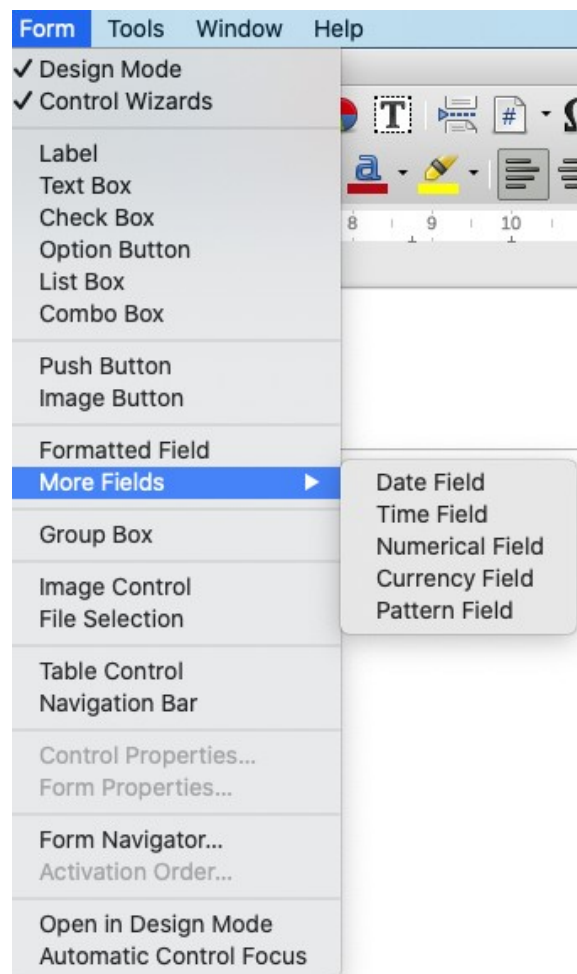 Form Tools Window Help
✓ Design Mode
✓ Control Wizards
Label
Text Box
Check Box
Option Button
List Box
Combo Box
Push Button
Image Button
Formatted Field
More Fields ▶
Date Field
Time Field
Numerical Field
Currency Field
Pattern Field
Group Box
Image Control
File Selection
Table Control
Navigation Bar
Control Properties...
Form Properties...
Form Navigator...
Activation Order...
Open in Design Mode
Automatic Control Focus
T #
a
8 9 10